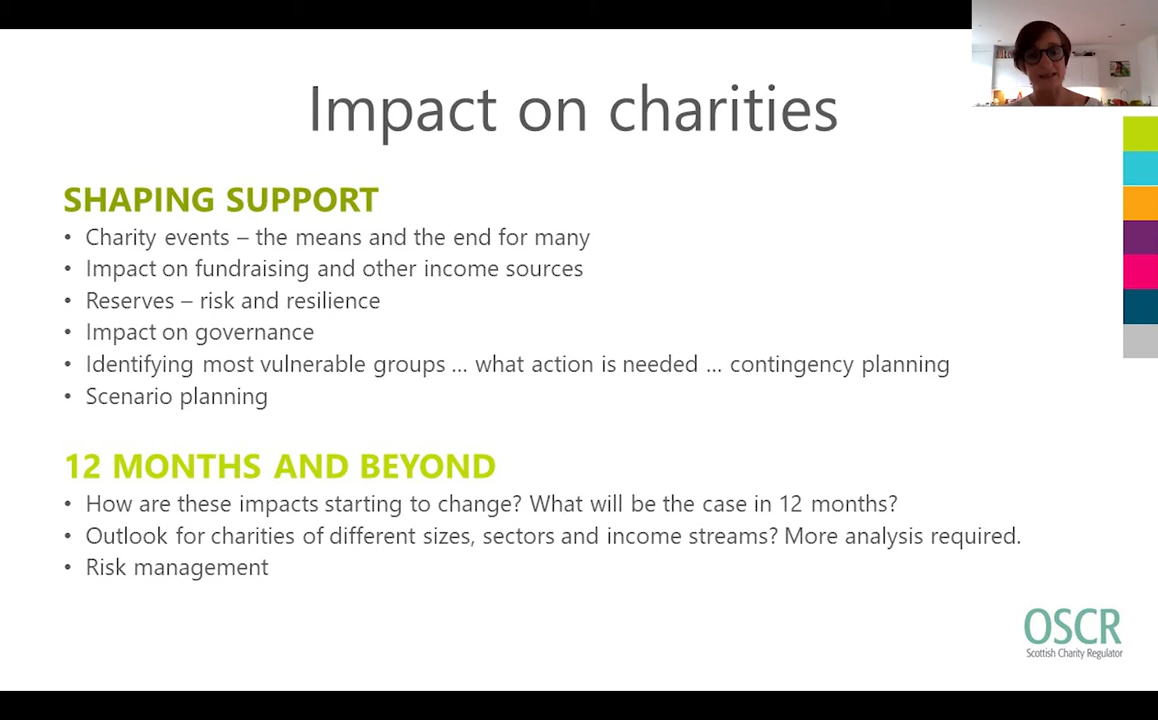 Impact on charities
SHAPING SUPPORT
• Charity events – the means and the end for many
• Impact on fundraising and other income sources
• Reserves – risk and resilience
• Impact on governance
• Identifying most vulnerable groups ... what action is needed ... contingency planning
• Scenario planning
12 MONTHS AND BEYOND
• How are these impacts starting to change? What will be the case in 12 months?
• Outlook for charities of different sizes, sectors and income streams? More analysis required.
• Risk management
OSCR
Scottish Charity Regulator